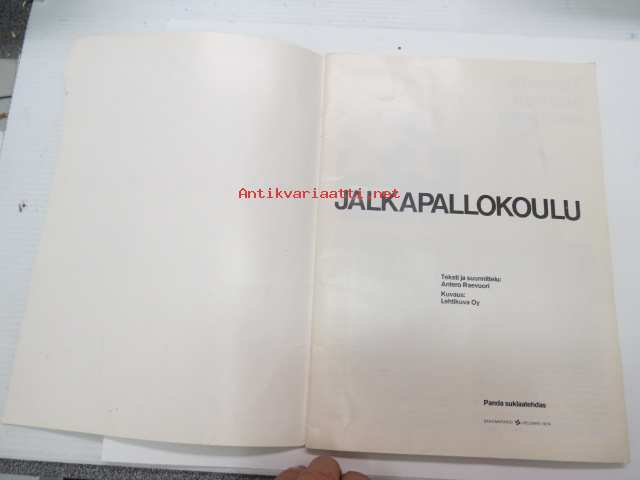 Antikvariaatti.net
JALKAPALLOKOULU
Teksti ja suunnittelu:
Antero Raevuori
Kuvaus:
Lehtikuva Oy
Panda suklaatehdas